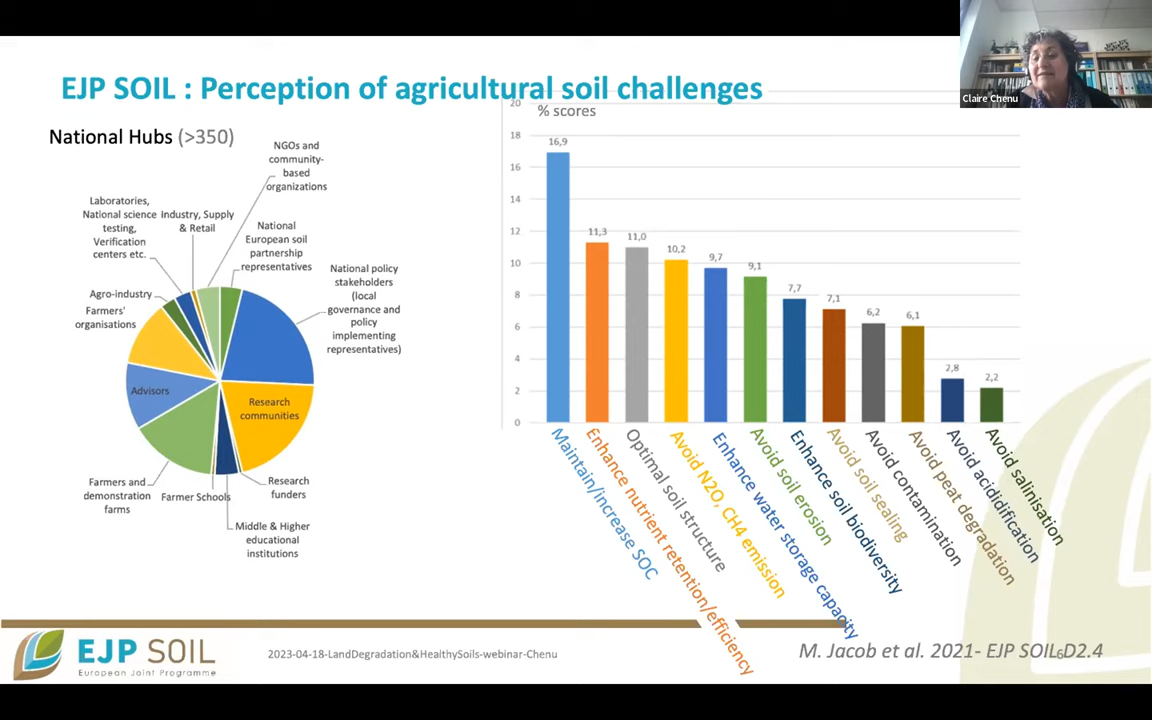 Claire Chenu
EJP SOIL : Perception of agricultural soil challenges
National Hubs (>350)
NGOs and
community-
based
organizations
Laboratories,
National science
testing,
Verification
centers etc.
Industry, Supply
& Retail
National
European soil
partnership
representatives
National policy
stakeholders
(local
governance and
policy
implementing
representatives)
Agro-industry
Farmers'
organisations
Advisors
Research
communities
Farmers and
demonstration
farms
Farmer Schools
Research
funders
Middle & Higher
educational
institutions
% scores
20
18
16
14
12
10
8
6
4
2
0
16,9
11,3
11,0
10,2
9,7
9,1
7,7
7,1
6,2
6,1
2,8
2,2
Maintain/increase SOC
Enhance nutrient retention/efficiency
Optimal soil structure
Avoid N2O, CH4 emission
Enhance water storage capacity
Avoid soil erosion
Enhance soil biodiversity
Avoid soil sealing
Avoid contamination
Avoid peat degradation
Avoid acidification
Avoid salinisation
EJP SOIL
European Joint Programme
2023-04-18-LandDegradation&HealthySoils-webinar-Chenu
M. Jacob et al. 2021- EJP SOIL D2.4
6